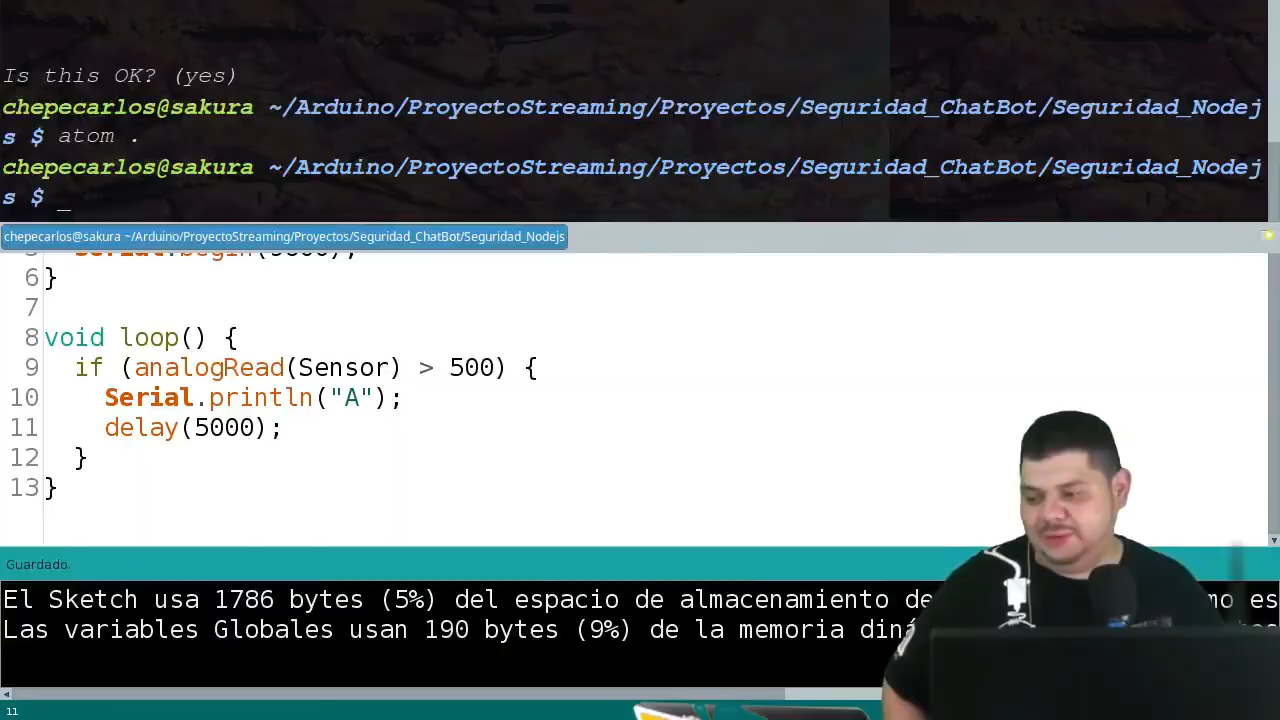 Is this OK? (yes)
chepecarlos@sakura ~/Arduino/ProyectoStreaming/Proyectos/Seguridad_ChatBot/Seguridad_Nodej
s $ atom .
chepecarlos@sakura ~/Arduino/ProyectoStreaming/Proyectos/Seguridad_ChatBot/Seguridad_Nodej
s $ _
chepecarlos@sakura ~/Arduino/ProyectoStreaming/Proyectos/Seguridad_ChatBot/Seguridad_Nodejs
6 }
7
8 void loop() {
9 if (analogRead(Sensor) > 500) {
10 Serial.println("A");
11 delay(5000);
12 }
13 }
Guardado.
El Sketch usa 1786 bytes (5%) del espacio de almacenamiento de
Las variables Globales usan 190 bytes (9%) de la memoria
11